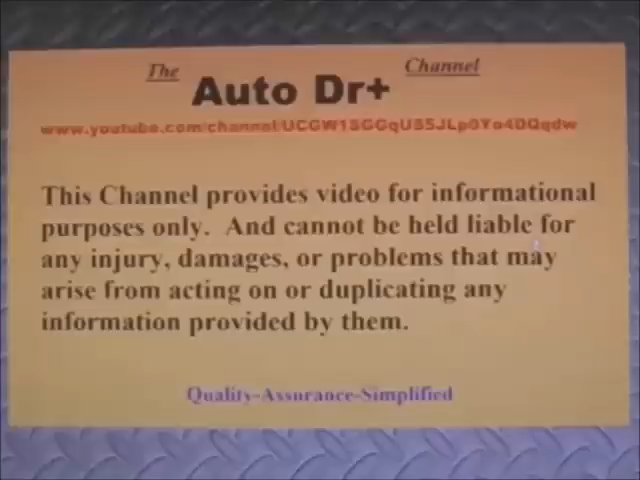 The Auto Dr+ Channel
This Channel provides video for informational
purposes only. And cannot be held liable for
any injury, damages, or problems that may
arise from acting on or duplicating any
information provided by them.
Quality-Assurance-Simplified